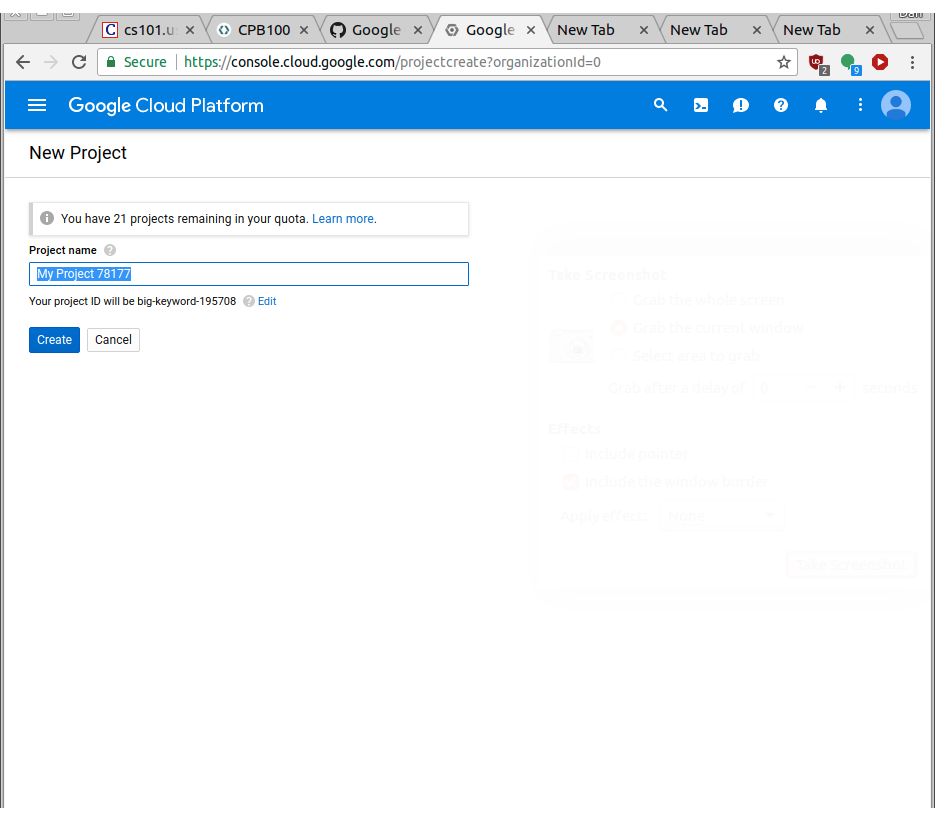 Dan
cs101.u
CPB100
Google
Google
New Tab
New Tab
New Tab
Secure
https://console.cloud.google.com/projectcreate?organizationId=0
2
9
Google Cloud Platform
New Project
You have 21 projects remaining in your quota. Learn more.
Project name
My Project 78177
Your project ID will be big-keyword-195708 Edit
Create Cancel
Take Screenshot
Grab the whole screen
Grab the current window
Select area to grab
Grab after a delay of 0 - + seconds
Effects
Include pointer
Include the window border
Apply effect: None
Take Screenshot